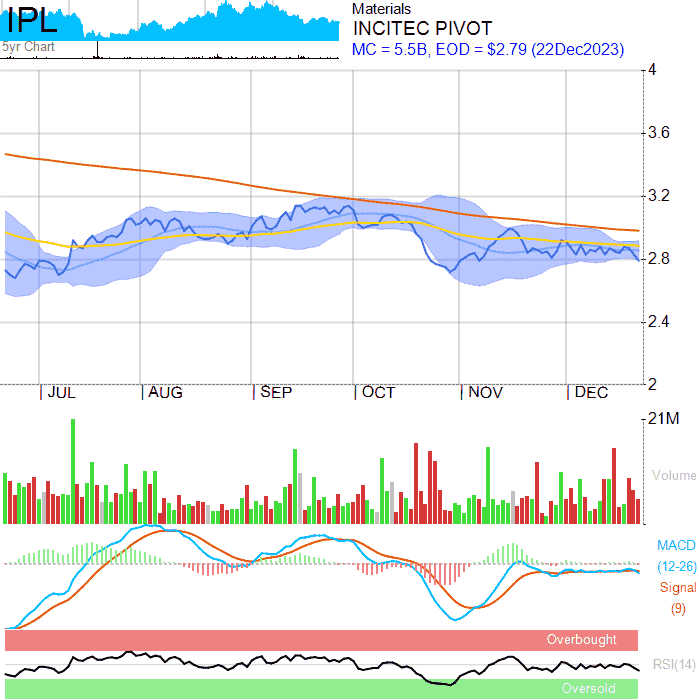 IPL
5yr Chart
Materials
INCITEC PIVOT
MC = 5.5B, EOD = $2.79 (22Dec2023)
4
3.6
3.2
2.8
2.4
2
JUL AUG SEP OCT NOV DEC
21M
Volume
MACD
(12-26)
Signal
(9)
Overbought
RSI(14)
Oversold